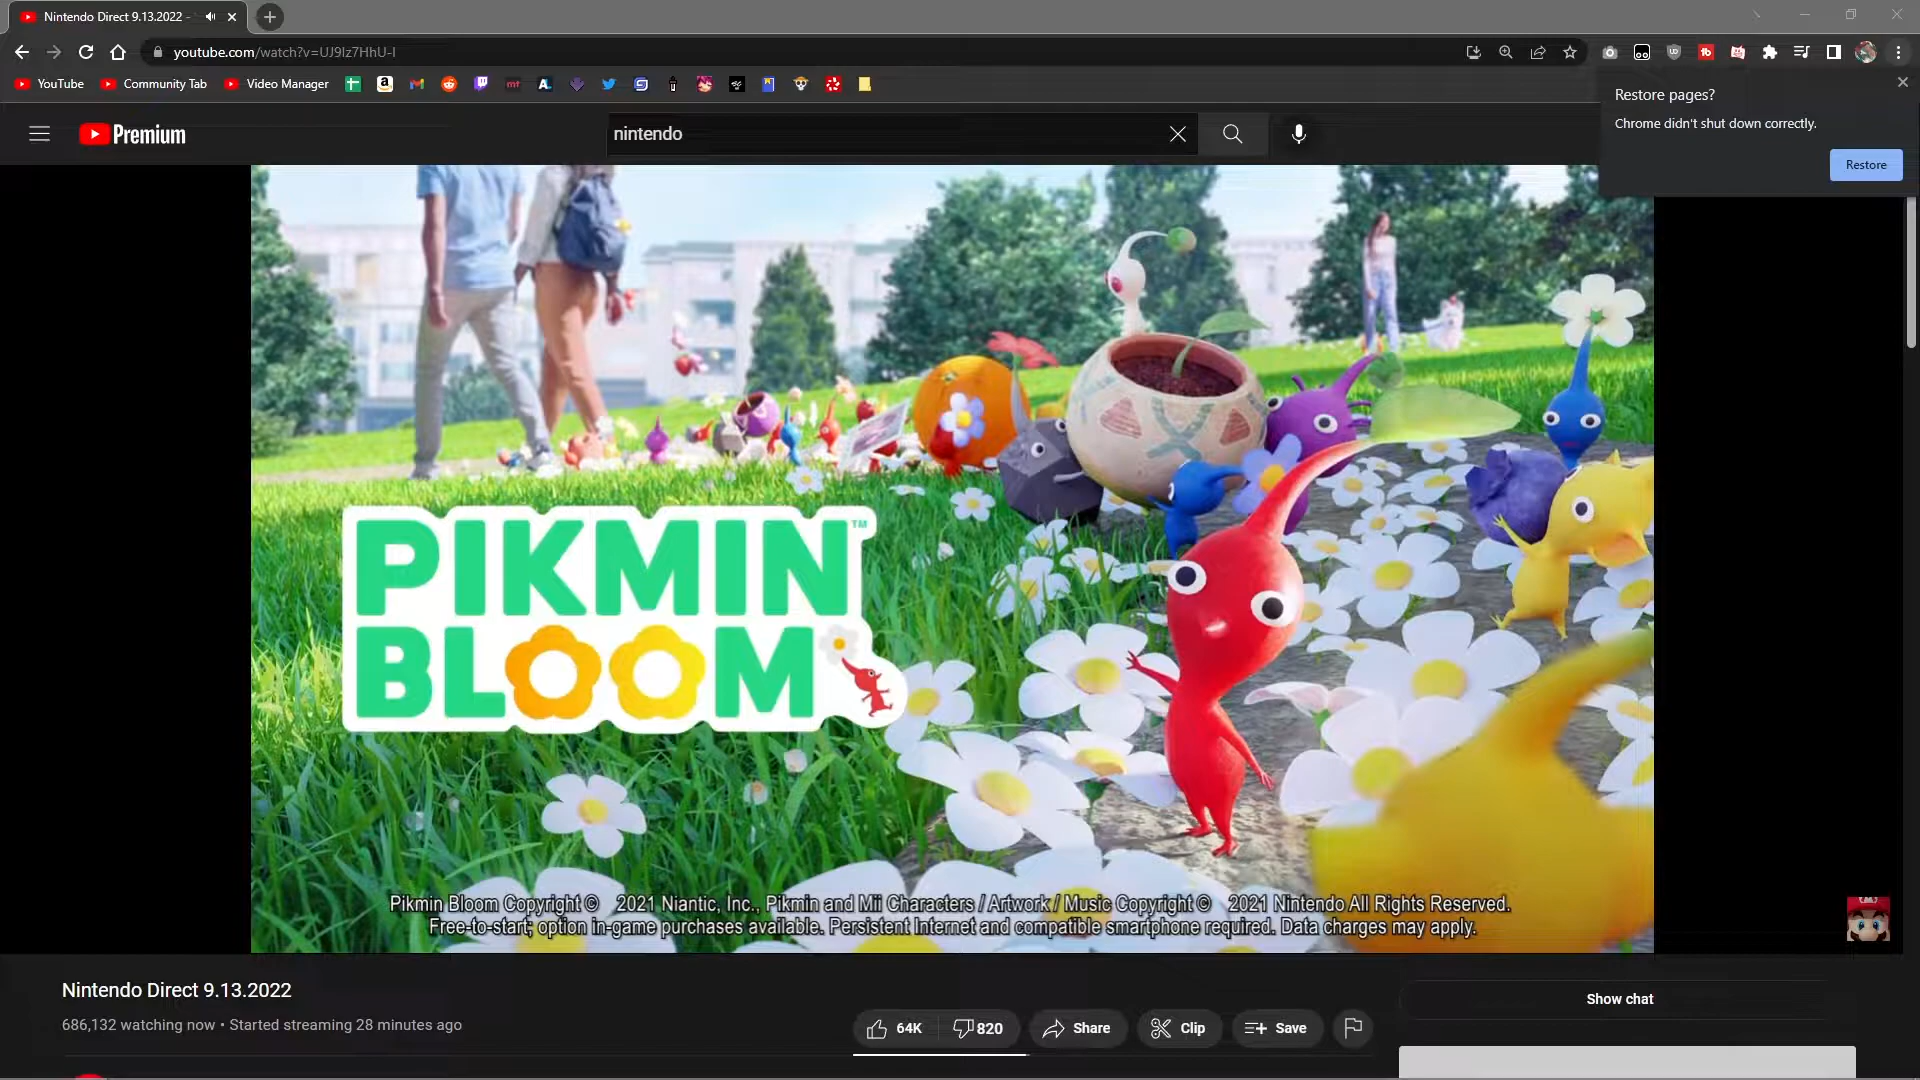 Nintendo Direct 9.13.2022 -
youtube.com/watch?v=UJ9lz7HhU-I
YouTube
Community Tab
Video Manager
Restore pages?
Chrome didn't shut down correctly.
Restore
Premium
nintendo
PIKMIN™
BLOOM
Pikmin Bloom Copyright © 2021 Niantic, Inc., Pikmin and Mii Characters / Artwork / Music Copyright © 2021 Nintendo All Rights Reserved.
Free-to-start; option in-game purchases available. Persistent Internet and compatible smartphone required. Data charges may apply.
Nintendo Direct 9.13.2022
686,132 watching now • Started streaming 28 minutes ago
64K
820
Share
Clip
Save
Show chat